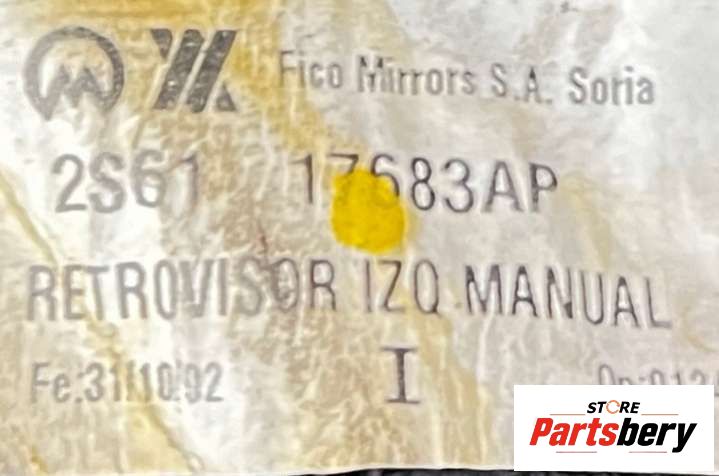 Fico Mirrors S.A. Soria
2S61 17683AP
RETROVISOR IZQ.MANUAL
Fe:31/10/92 I
STORE
Partsbery